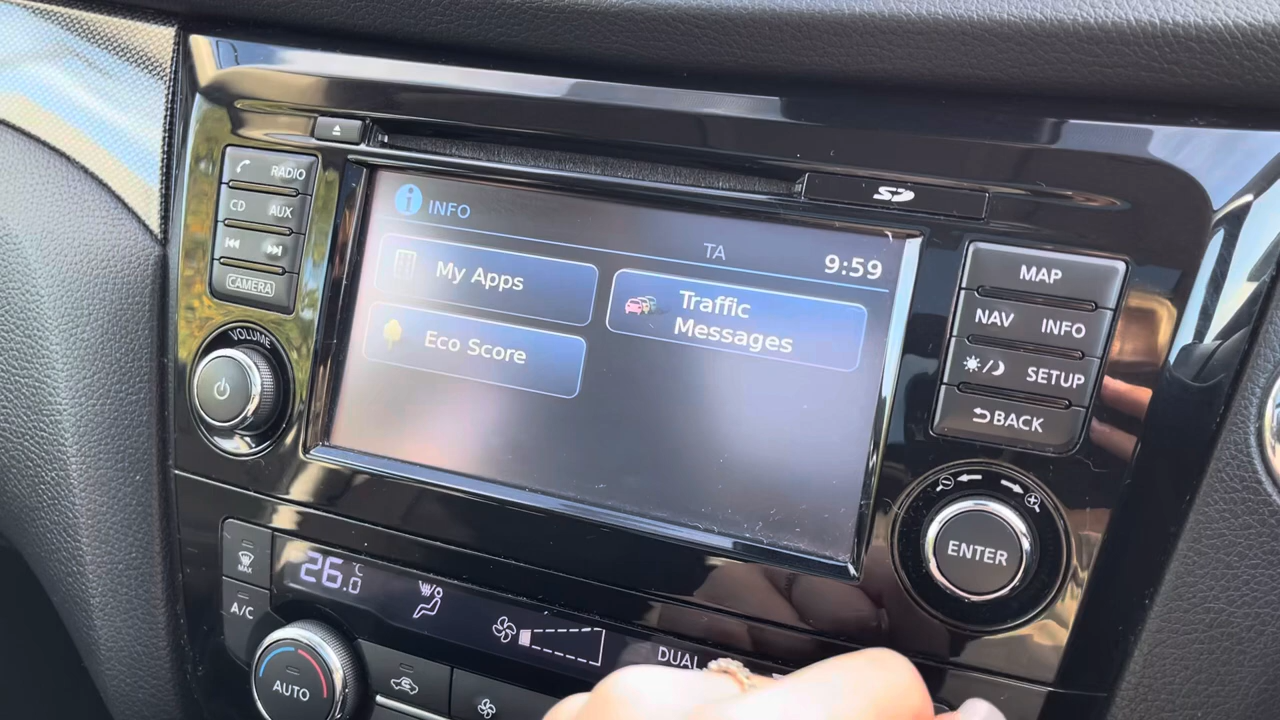 RADIO
CD AUX
CAMERA
VOLUME
SD
INFO
TA
9:59
My Apps
Traffic
Messages
Eco Score
MAP
NAV INFO
SETUP
BACK
ENTER
MAX
A/C
26.0 °C
DUAL
AUTO